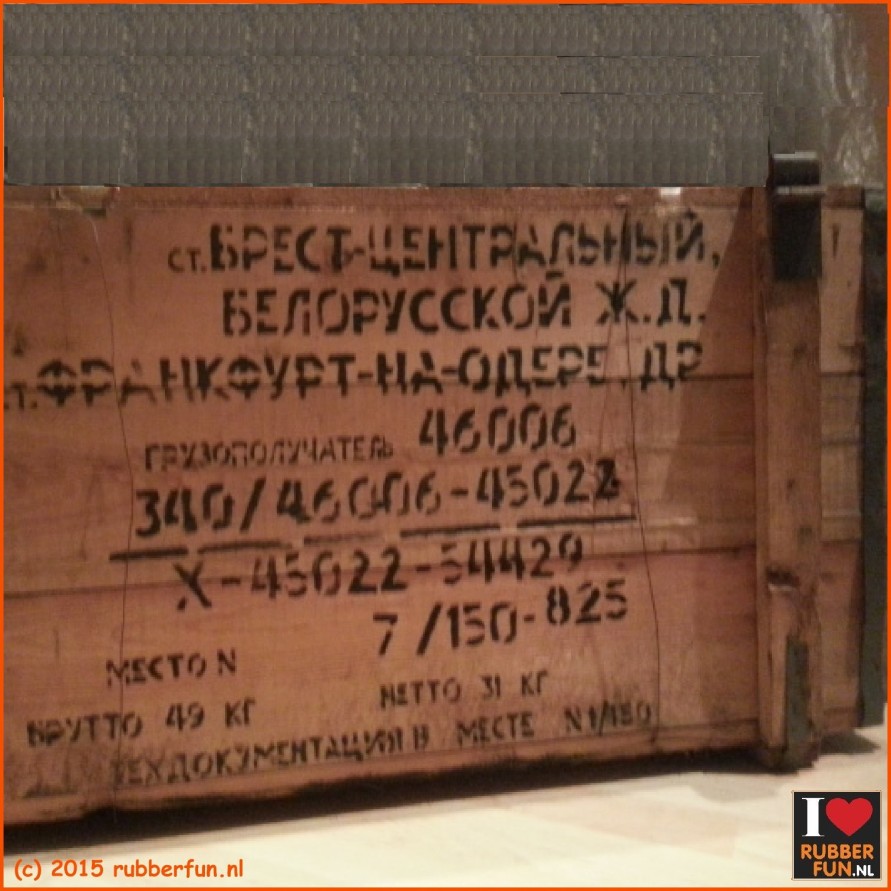 ст. БРЕСТ-ЦЕНТРАЛЬНЫЙ,
БЕЛОРУССКОЙ Ж.Д.
ст. ФРАНКФУРТ-НА-ОДЕРЕ, ДР
ГРУЗОПОЛУЧАТЕЛЬ 46006
340/46006-45022
Х-45022-54429
7/150-825
МЕСТО N
БРУТТО 49 КГ НЕТТО 31 КГ
ТЕХДОКУМЕНТАЦИЯ В МЕСТЕ N1/150
(c) 2015 rubberfun.nl
I
RUBBER
FUN.NL